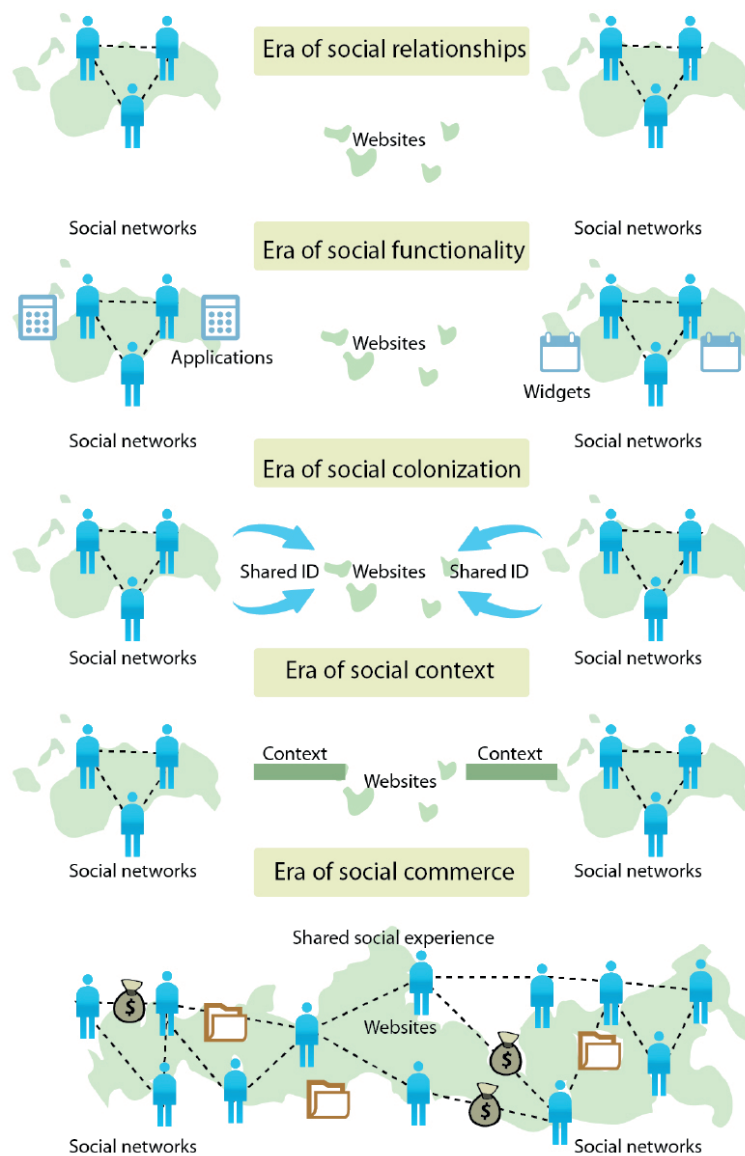 Era of social relationships
Websites
Social networks
Social networks
Era of social functionality
Websites
Applications
Widgets
Social networks
Social networks
Era of social colonization
Shared ID
Websites
Shared ID
Social networks
Social networks
Era of social context
Context
Context
Websites
Social networks
Social networks
Era of social commerce
Shared social experience
$
Websites
$
$
Social networks
Social networks